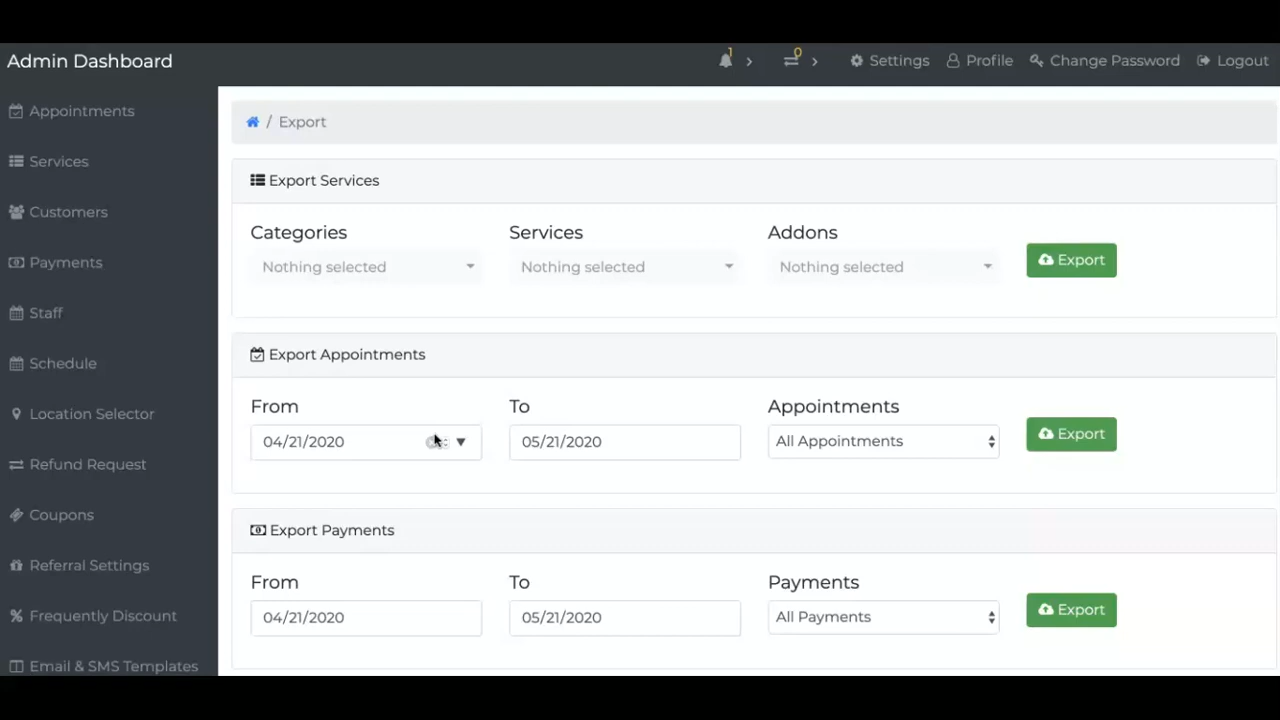 Admin Dashboard
1
0
Settings
Profile
Change Password
Logout
Appointments
Services
Customers
Payments
Staff
Schedule
Location Selector
Refund Request
Coupons
Referral Settings
Frequently Discount
Email & SMS Templates
/ Export
Export Services
Categories
Services
Addons
Nothing selected
Nothing selected
Nothing selected
Export
Export Appointments
From
To
Appointments
04/21/2020
05/21/2020
All Appointments
Export
Export Payments
From
To
Payments
04/21/2020
05/21/2020
All Payments
Export